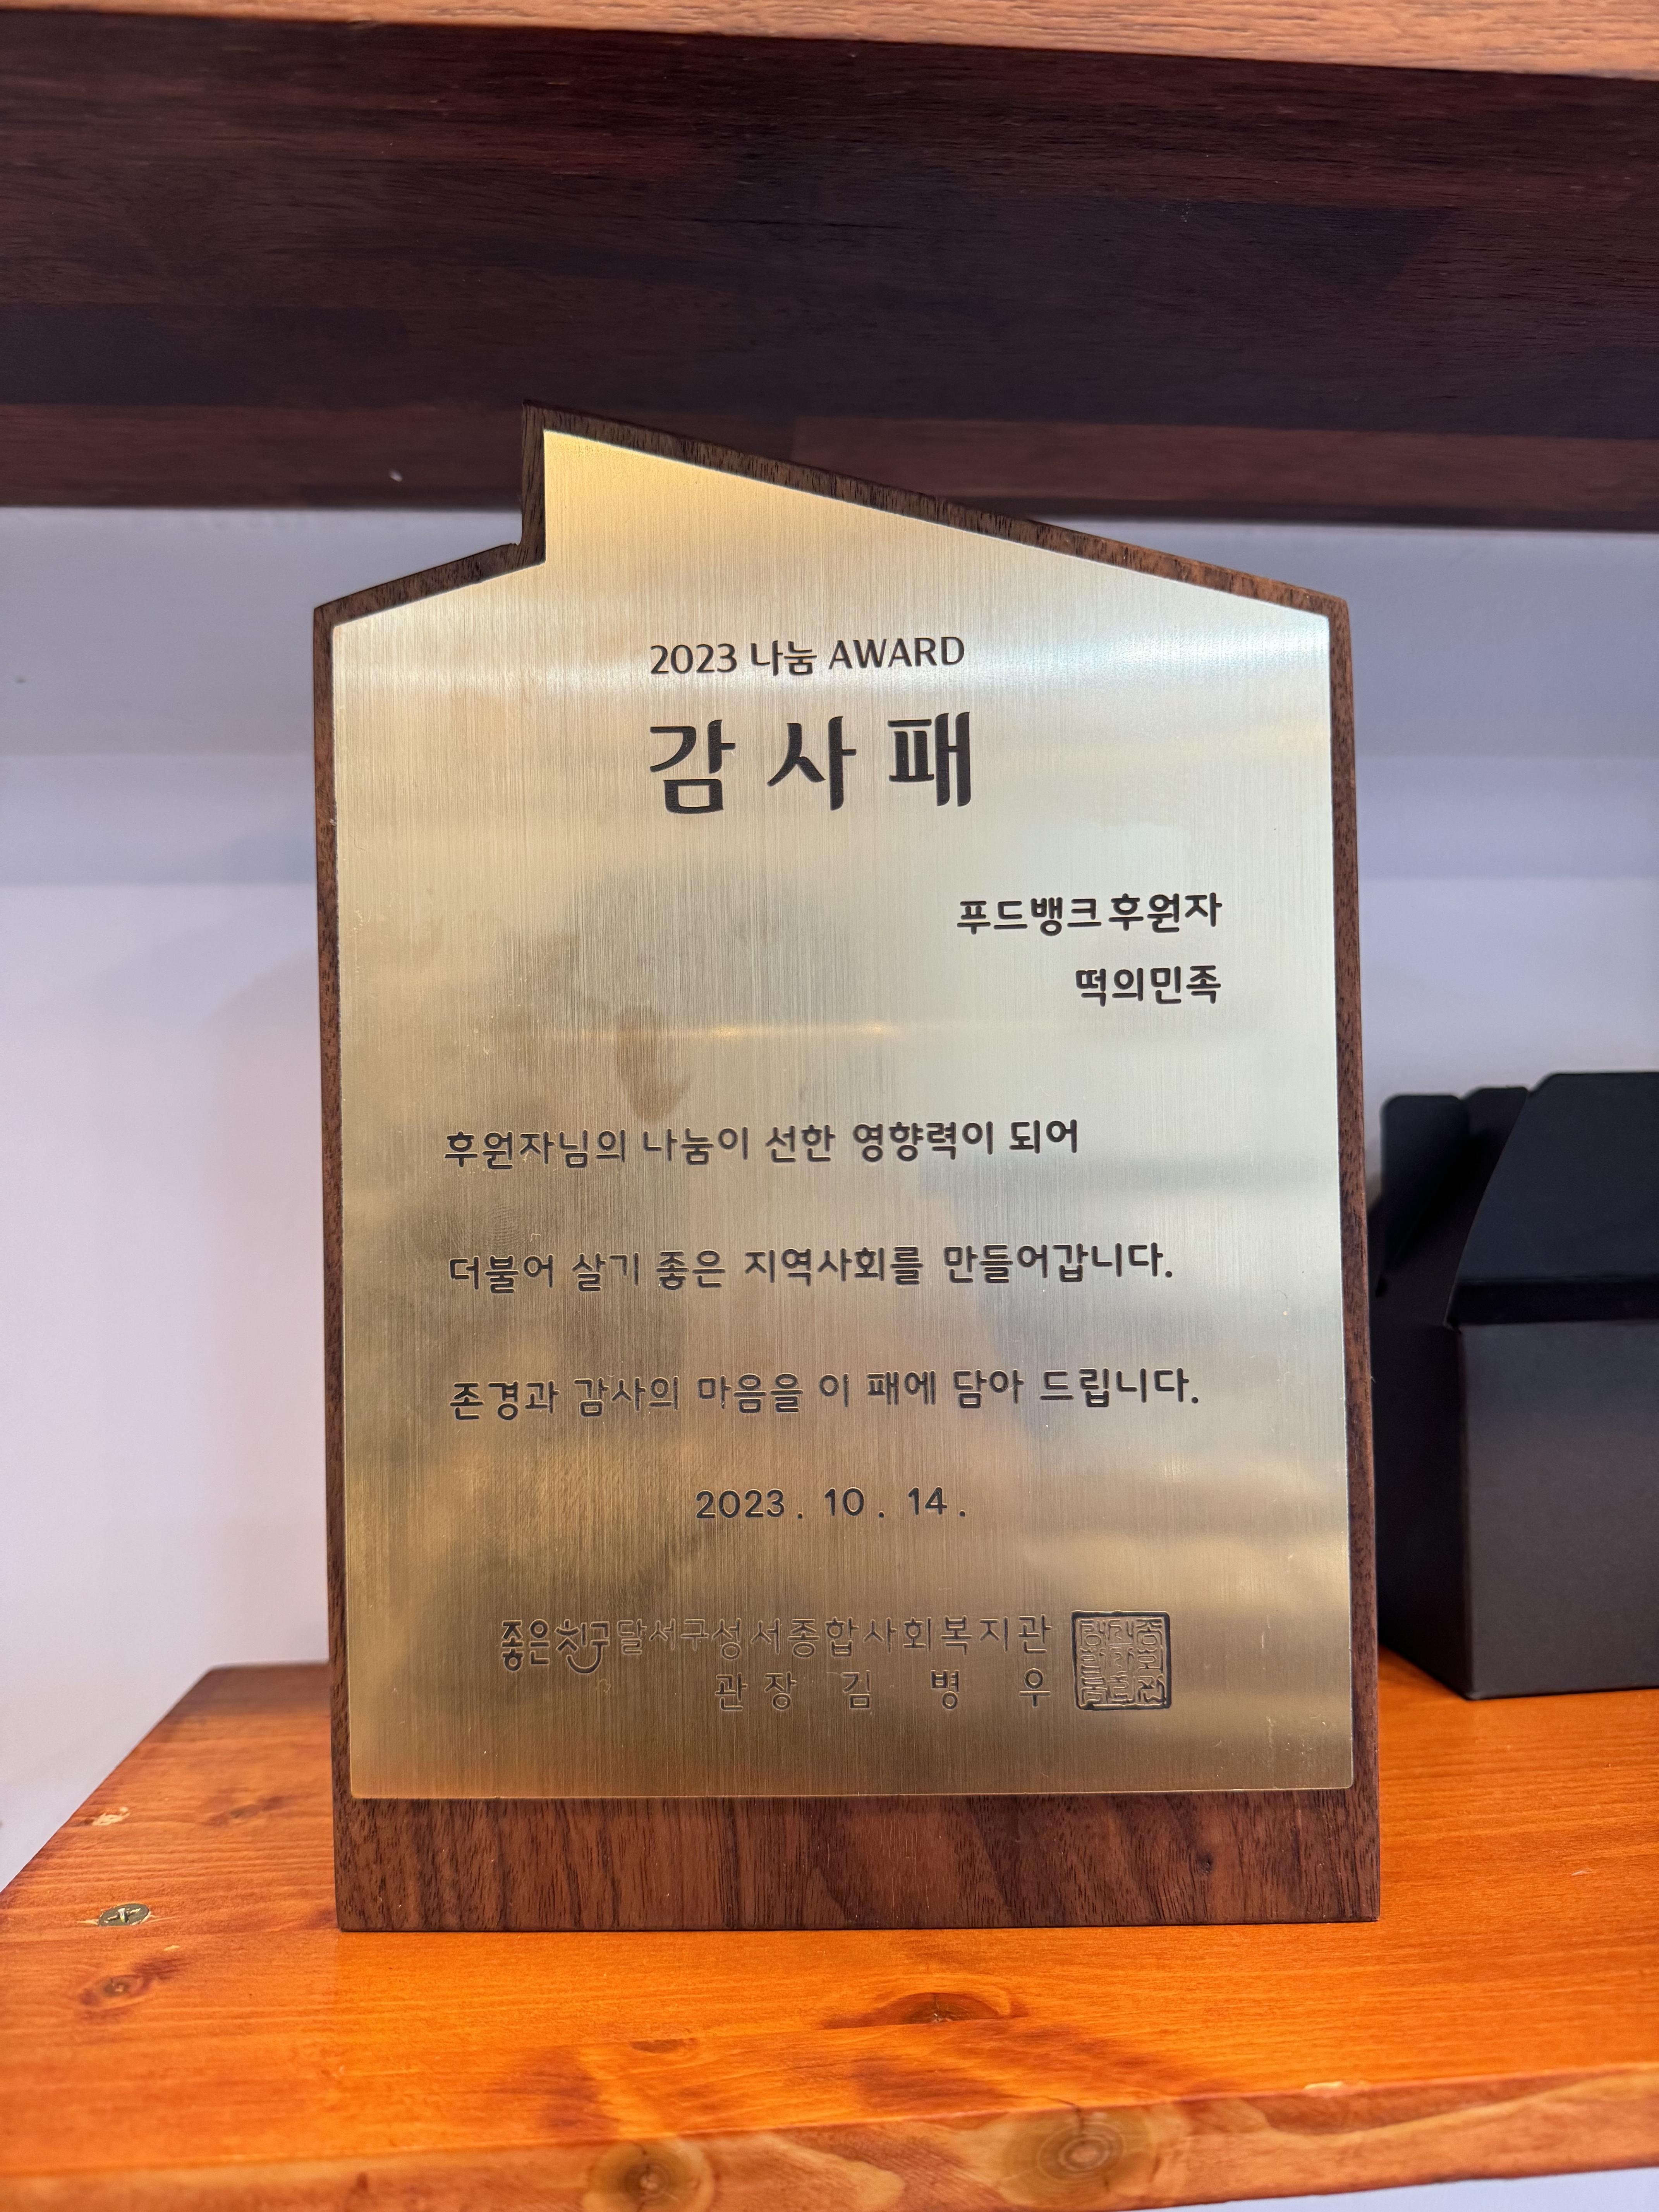 2023 나눔 AWARD
감사패
푸드뱅크후원자
떡의민족
후원자님의 나눔이 선한 영향력이 되어
더불어 살기 좋은 지역사회를 만들어갑니다.
존경과 감사의 마음을 이 패에 담아 드립니다.
2023. 10. 14.
좋은친구 달서구성서종합사회복지관
관장 김병우